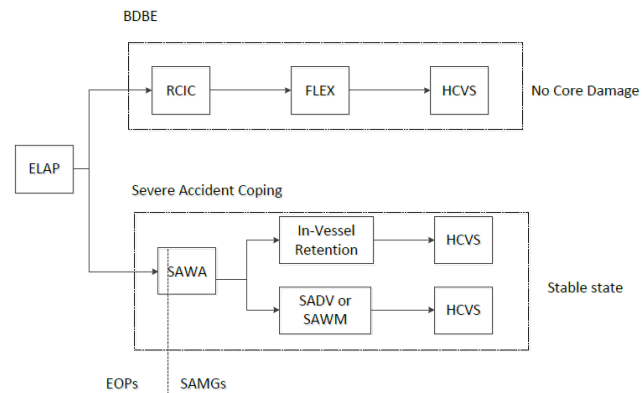 BDBE
RCIC
FLEX
HCVS
No Core Damage
ELAP
Severe Accident Coping
In-Vessel
Retention
HCVS
SAWA
SADV or
SAWM
HCVS
Stable state
EOPs
SAMGs